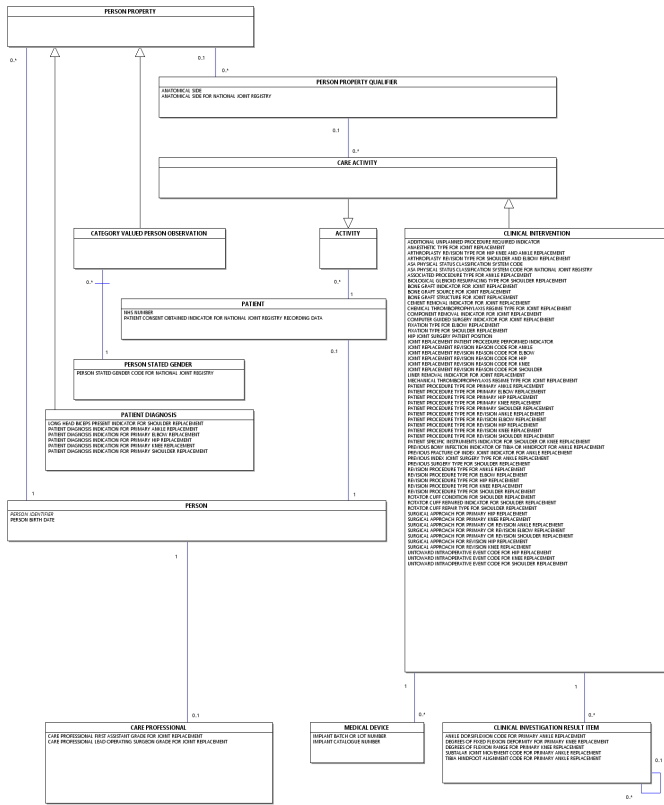 PERSON PROPERTY
0..*
0..1
0..*
PERSON PROPERTY QUALIFIER
ANATOMICAL SIDE
ANATOMICAL SIDE FOR NATIONAL JOINT REGISTRY
0..1
0..*
CARE ACTIVITY
CATEGORY VALUED PERSON OBSERVATION
ACTIVITY
0..*
0..*
1
PATIENT
NHS NUMBER
PATIENT CONSENT OBTAINED INDICATOR FOR NATIONAL JOINT REGISTRY RECORDING DATA
1
0..1
PERSON STATED GENDER
PERSON STATED GENDER CODE FOR NATIONAL JOINT REGISTRY
PATIENT DIAGNOSIS
LONG HEAD BICEPS PRESENT INDICATOR FOR SHOULDER REPLACEMENT
PATIENT DIAGNOSIS INDICATION FOR PRIMARY ANKLE REPLACEMENT
PATIENT DIAGNOSIS INDICATION FOR PRIMARY ELBOW REPLACEMENT
PATIENT DIAGNOSIS INDICATION FOR PRIMARY HIP REPLACEMENT
PATIENT DIAGNOSIS INDICATION FOR PRIMARY KNEE REPLACEMENT
PATIENT DIAGNOSIS INDICATION FOR PRIMARY SHOULDER REPLACEMENT
1
1
PERSON
PERSON IDENTIFIER
PERSON BIRTH DATE
1
CLINICAL INTERVENTION
ADDITIONAL UNPLANNED PROCEDURE REQUIRED INDICATOR
ANAESTHETIC TYPE FOR JOINT REPLACEMENT
ARTHROPLASTY REVISION TYPE FOR HIP KNEE AND ANKLE REPLACEMENT
ARTHROPLASTY REVISION TYPE FOR SHOULDER AND ELBOW REPLACEMENT
ASA PHYSICAL STATUS CLASSIFICATION SYSTEM CODE
ASA PHYSICAL STATUS CLASSIFICATION SYSTEM CODE FOR NATIONAL JOINT REGISTRY
ASSOCIATED PROCEDURE TYPE FOR ANKLE REPLACEMENT
BIOLOGICAL GLENOID RESURFACING TYPE FOR SHOULDER REPLACEMENT
BONE GRAFT INDICATOR FOR JOINT REPLACEMENT
BONE GRAFT SOURCE FOR JOINT REPLACEMENT
BONE GRAFT STRUCTURE FOR JOINT REPLACEMENT
CEMENT REMOVAL INDICATOR FOR JOINT REPLACEMENT
CHEMICAL THROMBOPROPHYLAXIS REGIME TYPE FOR JOINT REPLACEMENT
COMPONENT REMOVAL INDICATOR FOR JOINT REPLACEMENT
COMPUTER GUIDED SURGERY INDICATOR FOR JOINT REPLACEMENT
FIXATION TYPE FOR ELBOW REPLACEMENT
FIXATION TYPE FOR SHOULDER REPLACEMENT
HIP JOINT SURGERY PATIENT POSITION
JOINT REPLACEMENT PATIENT PROCEDURE PERFORMED INDICATOR
JOINT REPLACEMENT REVISION REASON CODE FOR ANKLE
JOINT REPLACEMENT REVISION REASON CODE FOR ELBOW
JOINT REPLACEMENT REVISION REASON CODE FOR HIP
JOINT REPLACEMENT REVISION REASON CODE FOR KNEE
JOINT REPLACEMENT REVISION REASON CODE FOR SHOULDER
LINER REMOVAL INDICATOR FOR JOINT REPLACEMENT
MECHANICAL THROMBOPROPHYLAXIS REGIME TYPE FOR JOINT REPLACEMENT
PATIENT PROCEDURE TYPE FOR PRIMARY ANKLE REPLACEMENT
PATIENT PROCEDURE TYPE FOR PRIMARY ELBOW REPLACEMENT
PATIENT PROCEDURE TYPE FOR PRIMARY HIP REPLACEMENT
PATIENT PROCEDURE TYPE FOR PRIMARY KNEE REPLACEMENT
PATIENT PROCEDURE TYPE FOR PRIMARY SHOULDER REPLACEMENT
PATIENT PROCEDURE TYPE FOR REVISION ANKLE REPLACEMENT
PATIENT PROCEDURE TYPE FOR REVISION ELBOW REPLACEMENT
PATIENT PROCEDURE TYPE FOR REVISION HIP REPLACEMENT
PATIENT PROCEDURE TYPE FOR REVISION KNEE REPLACEMENT
PATIENT PROCEDURE TYPE FOR REVISION SHOULDER REPLACEMENT
PATIENT SPECIFIC INSTRUMENTS INDICATOR FOR SHOULDER OR KNEE REPLACEMENT
PREVIOUS BONY INFECTION INDICATOR OF TIBIA OR HINDFOOT FOR ANKLE REPLACEMENT
PREVIOUS FRACTURE OF INDEX JOINT INDICATOR FOR ANKLE REPLACEMENT
PREVIOUS INDEX JOINT SURGERY TYPE FOR ANKLE REPLACEMENT
PREVIOUS SURGERY TYPE FOR SHOULDER REPLACEMENT
REVISION PROCEDURE TYPE FOR ANKLE REPLACEMENT
REVISION PROCEDURE TYPE FOR ELBOW REPLACEMENT
REVISION PROCEDURE TYPE FOR HIP REPLACEMENT
REVISION PROCEDURE TYPE FOR KNEE REPLACEMENT
REVISION PROCEDURE TYPE FOR SHOULDER REPLACEMENT
ROTATOR CUFF CONDITION FOR SHOULDER REPLACEMENT
ROTATOR CUFF REPAIRED INDICATOR FOR SHOULDER REPLACEMENT
ROTATOR CUFF REPAIR TYPE FOR SHOULDER REPLACEMENT
SURGICAL APPROACH FOR PRIMARY HIP REPLACEMENT
SURGICAL APPROACH FOR PRIMARY KNEE REPLACEMENT
SURGICAL APPROACH FOR PRIMARY OR REVISION ANKLE REPLACEMENT
SURGICAL APPROACH FOR PRIMARY OR REVISION ELBOW REPLACEMENT
SURGICAL APPROACH FOR PRIMARY OR REVISION SHOULDER REPLACEMENT
SURGICAL APPROACH FOR REVISION HIP REPLACEMENT
SURGICAL APPROACH FOR REVISION KNEE REPLACEMENT
UNTOWARD INTRAOPERATIVE EVENT CODE FOR HIP REPLACEMENT
UNTOWARD INTRAOPERATIVE EVENT CODE FOR KNEE REPLACEMENT
UNTOWARD INTRAOPERATIVE EVENT CODE FOR SHOULDER REPLACEMENT
1
1
0..1
0..*
0..*
CARE PROFESSIONAL
CARE PROFESSIONAL FIRST ASSISTANT GRADE FOR JOINT REPLACEMENT
CARE PROFESSIONAL LEAD OPERATING SURGEON GRADE FOR JOINT REPLACEMENT
MEDICAL DEVICE
IMPLANT BATCH OR LOT NUMBER
IMPLANT CATALOGUE NUMBER
CLINICAL INVESTIGATION RESULT ITEM
ANKLE DORSIFLEXION CODE FOR PRIMARY ANKLE REPLACEMENT
DEGREES OF FIXED FLEXION DEFORMITY FOR PRIMARY KNEE REPLACEMENT
DEGREES OF FLEXION RANGE FOR PRIMARY KNEE REPLACEMENT
SUBTALAR JOINT MOVEMENT CODE FOR PRIMARY ANKLE REPLACEMENT
TIBIA HINDFOOT ALIGNMENT CODE FOR PRIMARY ANKLE REPLACEMENT
0..1
0..*